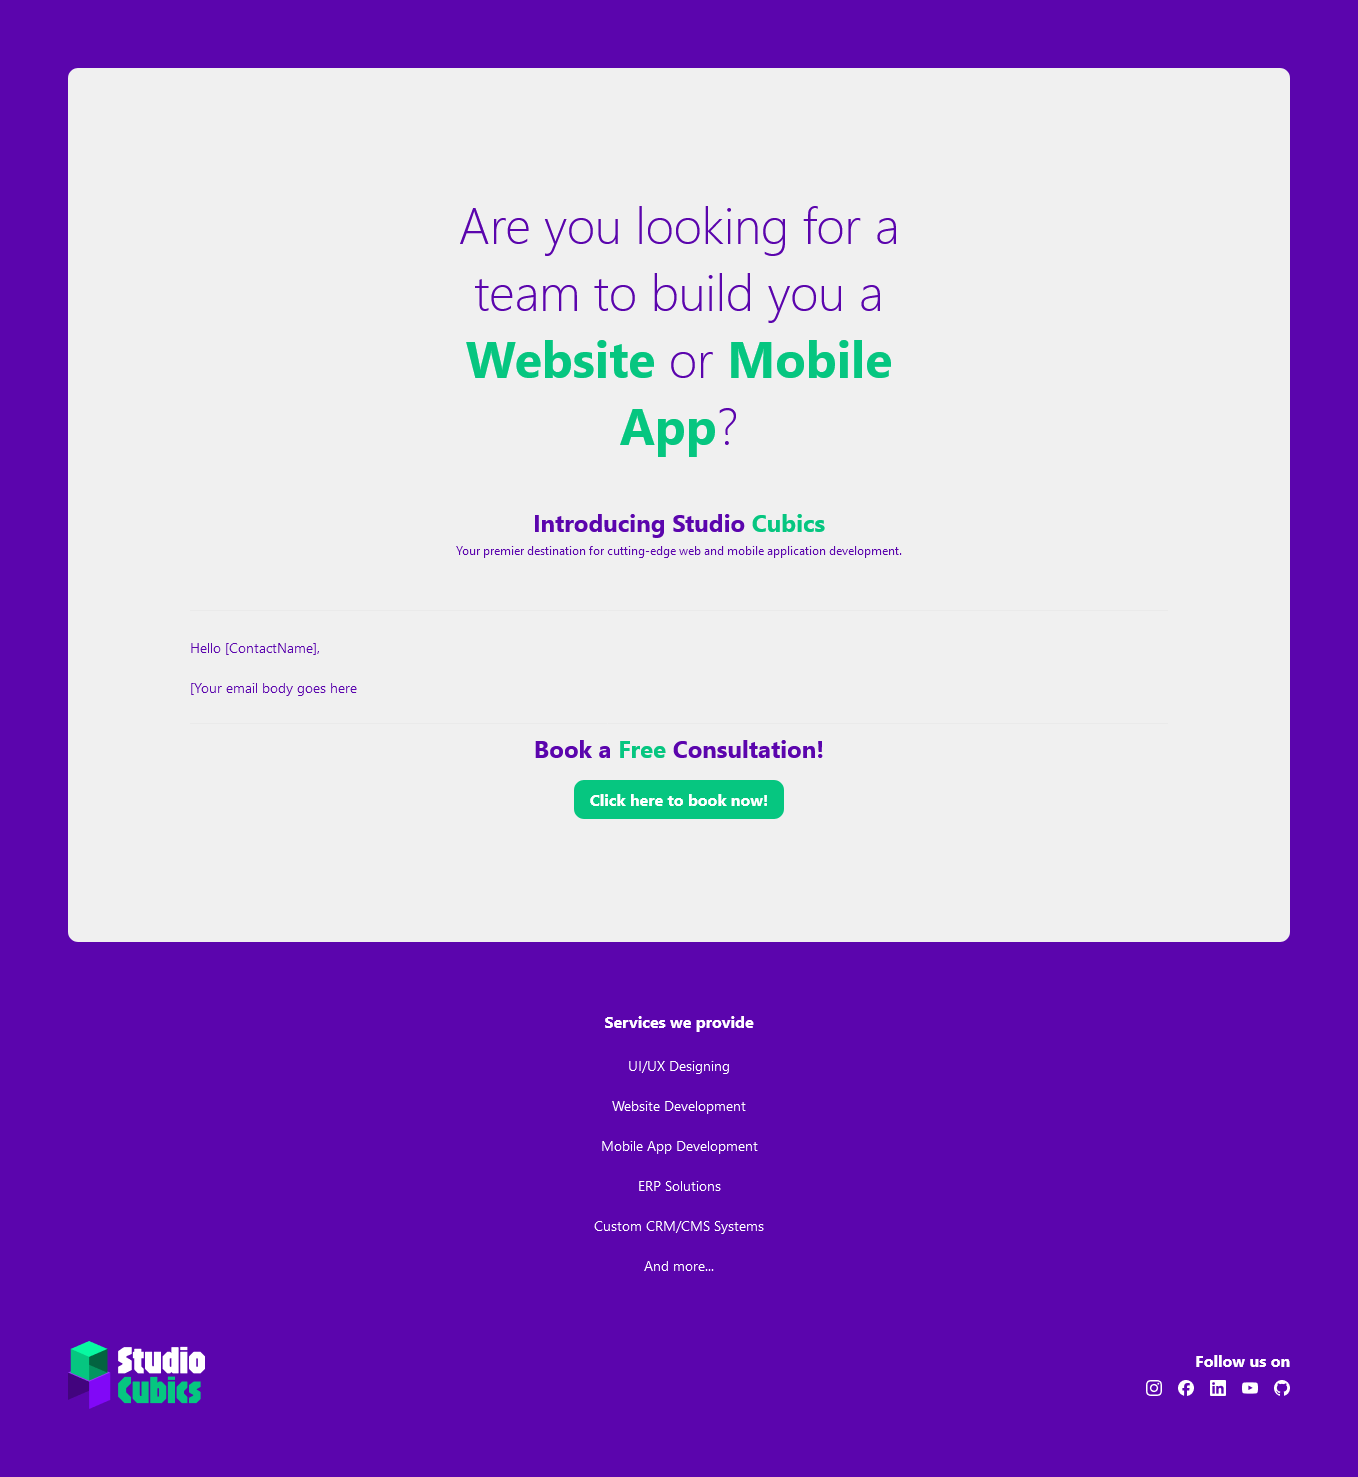 Are you looking for a
team to build you a
Website or Mobile
App?
Introducing Studio Cubics
Your premier destination for cutting-edge web and mobile application development.
Hello [ContactName],
[Your email body goes here
Book a Free Consultation!
Click here to book now!
Services we provide
UI/UX Designing
Website Development
Mobile App Development
ERP Solutions
Custom CRM/CMS Systems
And more...
Studio
Cubics
Follow us on